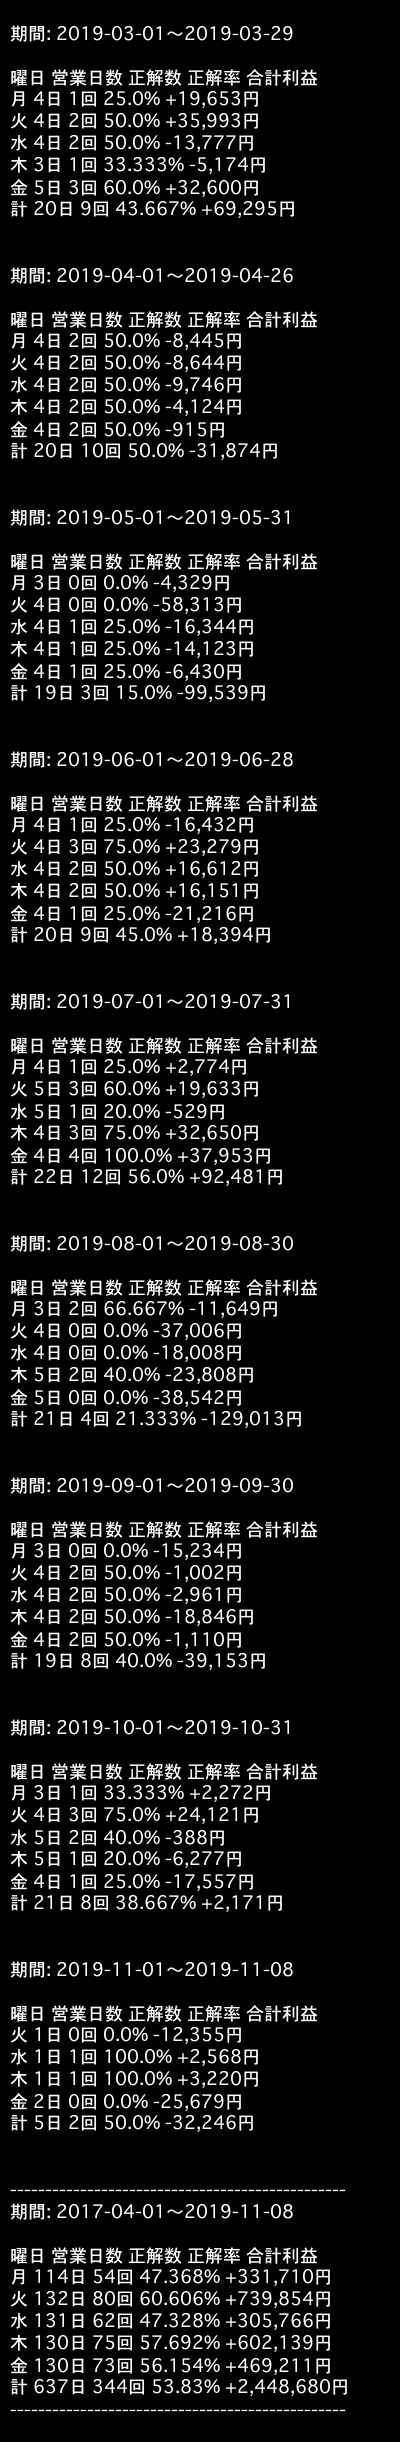 期間: 2019-03-01〜2019-03-29
曜日 営業日数 正解数 正解率 合計利益
月 4日 1回 25.0% +19,653円
火 4日 2回 50.0% +35,993円
水 4日 2回 50.0% -13,777円
木 3日 1回 33.333% -5,174円
金 5日 3回 60.0% +32,600円
計 20日 9回 43.667% +69,295円
期間: 2019-04-01〜2019-04-26
曜日 営業日数 正解数 正解率 合計利益
月 4日 2回 50.0% -8,445円
火 4日 2回 50.0% -8,644円
水 4日 2回 50.0% -9,746円
木 4日 2回 50.0% -4,124円
金 4日 2回 50.0% -915円
計 20日 10回 50.0% -31,874円
期間: 2019-05-01〜2019-05-31
曜日 営業日数 正解数 正解率 合計利益
月 3日 0回 0.0% -4,329円
火 4日 0回 0.0% -58,313円
水 4日 1回 25.0% -16,344円
木 4日 1回 25.0% -14,123円
金 4日 1回 25.0% -6,430円
計 19日 3回 15.0% -99,539円
期間: 2019-06-01〜2019-06-28
曜日 営業日数 正解数 正解率 合計利益
月 4日 1回 25.0% -16,432円
火 4日 3回 75.0% +23,279円
水 4日 2回 50.0% +16,612円
木 4日 2回 50.0% +16,151円
金 4日 1回 25.0% -21,216円
計 20日 9回 45.0% +18,394円
期間: 2019-07-01〜2019-07-31
曜日 営業日数 正解数 正解率 合計利益
月 4日 1回 25.0% +2,774円
火 5日 3回 60.0% +19,633円
水 5日 1回 20.0% -529円
木 4日 3回 75.0% +32,650円
金 4日 4回 100.0% +37,953円
計 22日 12回 56.0% +92,481円
期間: 2019-08-01〜2019-08-30
曜日 営業日数 正解数 正解率 合計利益
月 3日 2回 66.667% -11,649円
火 4日 0回 0.0% -37,006円
水 4日 0回 0.0% -18,008円
木 5日 2回 40.0% -23,808円
金 5日 0回 0.0% -38,542円
計 21日 4回 21.333% -129,013円
期間: 2019-09-01〜2019-09-30
曜日 営業日数 正解数 正解率 合計利益
月 3日 0回 0.0% -15,234円
火 4日 2回 50.0% -1,002円
水 4日 2回 50.0% -2,961円
木 4日 2回 50.0% -18,846円
金 4日 2回 50.0% -1,110円
計 19日 8回 40.0% -39,153円
期間: 2019-10-01〜2019-10-31
曜日 営業日数 正解数 正解率 合計利益
月 3日 1回 33.333% +2,272円
火 4日 3回 75.0% +24,121円
水 5日 2回 40.0% -388円
木 5日 1回 20.0% -6,277円
金 4日 1回 25.0% -17,557円
計 21日 8回 38.667% +2,171円
期間: 2019-11-01〜2019-11-08
曜日 営業日数 正解数 正解率 合計利益
火 1日 0回 0.0% -12,355円
水 1日 1回 100.0% +2,568円
木 1日 1回 100.0% +3,220円
金 2日 0回 0.0% -25,679円
計 5日 2回 50.0% -32,246円
------------------------------------------------
期間: 2017-04-01〜2019-11-08
曜日 営業日数 正解数 正解率 合計利益
月 114日 54回 47.368% +331,710円
火 132日 80回 60.606% +739,854円
水 131日 62回 47.328% +305,766円
木 130日 75回 57.692% +602,139円
金 130日 73回 56.154% +469,211円
計 637日 344回 53.83% +2,448,680円
------------------------------------------------